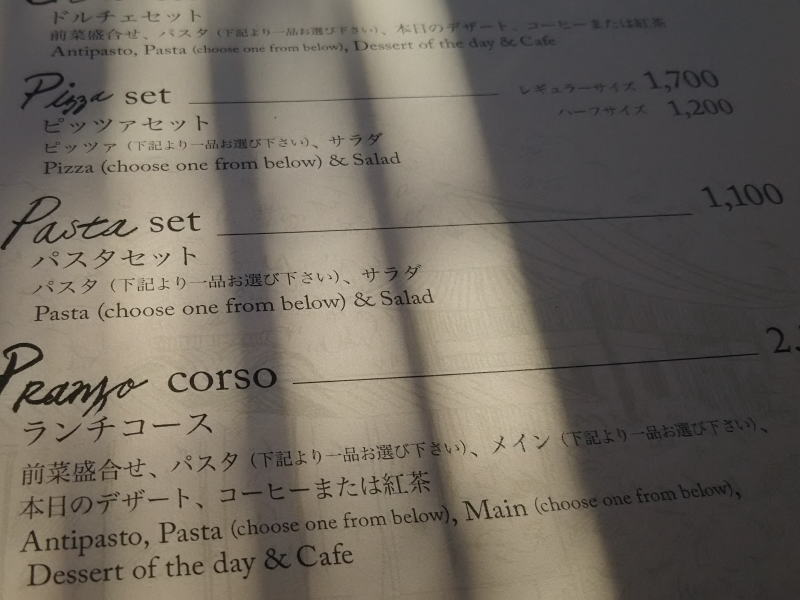 ドルチェセット
前菜盛合せ、パスタ（下記より一品お選び下さい）、本日のデザート、コーヒーまたは紅茶
Antipasto, Pasta (choose one from below), Dessert of the day & Cafe
Pizza set レギュラーサイズ 1,700
ハーフサイズ 1,200
ピッツァセット
ピッツァ（下記より一品お選び下さい）、サラダ
Pizza (choose one from below) & Salad
Pasta set 1,100
パスタセット
パスタ（下記より一品お選び下さい）、サラダ
Pasta (choose one from below) & Salad
Pranzo corso
ランチコース
前菜盛合せ、パスタ（下記より一品お選び下さい）、メイン（下記より一品お選び下さい）、
本日のデザート、コーヒーまたは紅茶
Antipasto, Pasta (choose one from below), Main (choose one from below),
Dessert of the day & Cafe